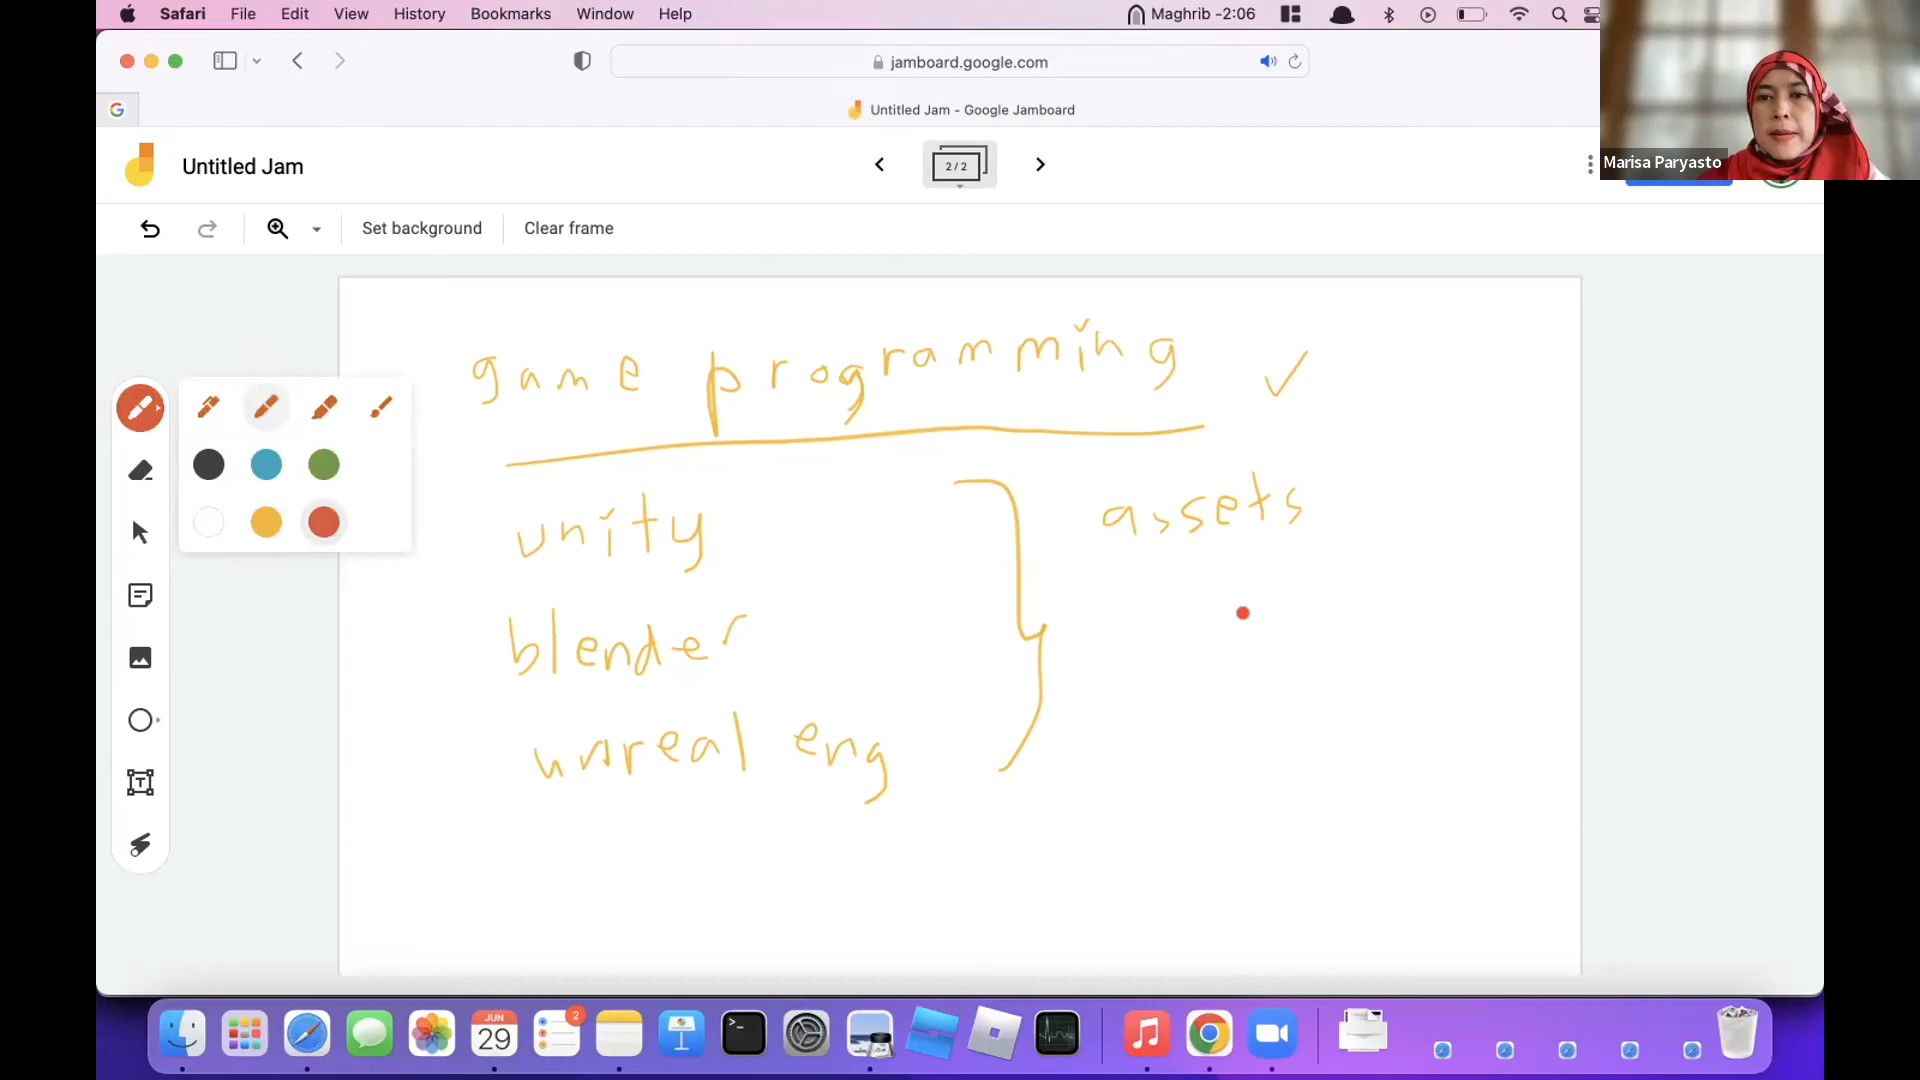 Safari File Edit View History Bookmarks Window Help Maghrib -2:06
jamboard.google.com
Untitled Jam - Google Jamboard
Untitled Jam
2 / 2
Marisa Paryasto
Set background Clear frame
game programming
unity
assets
blender
unreal eng
JUN
29
2